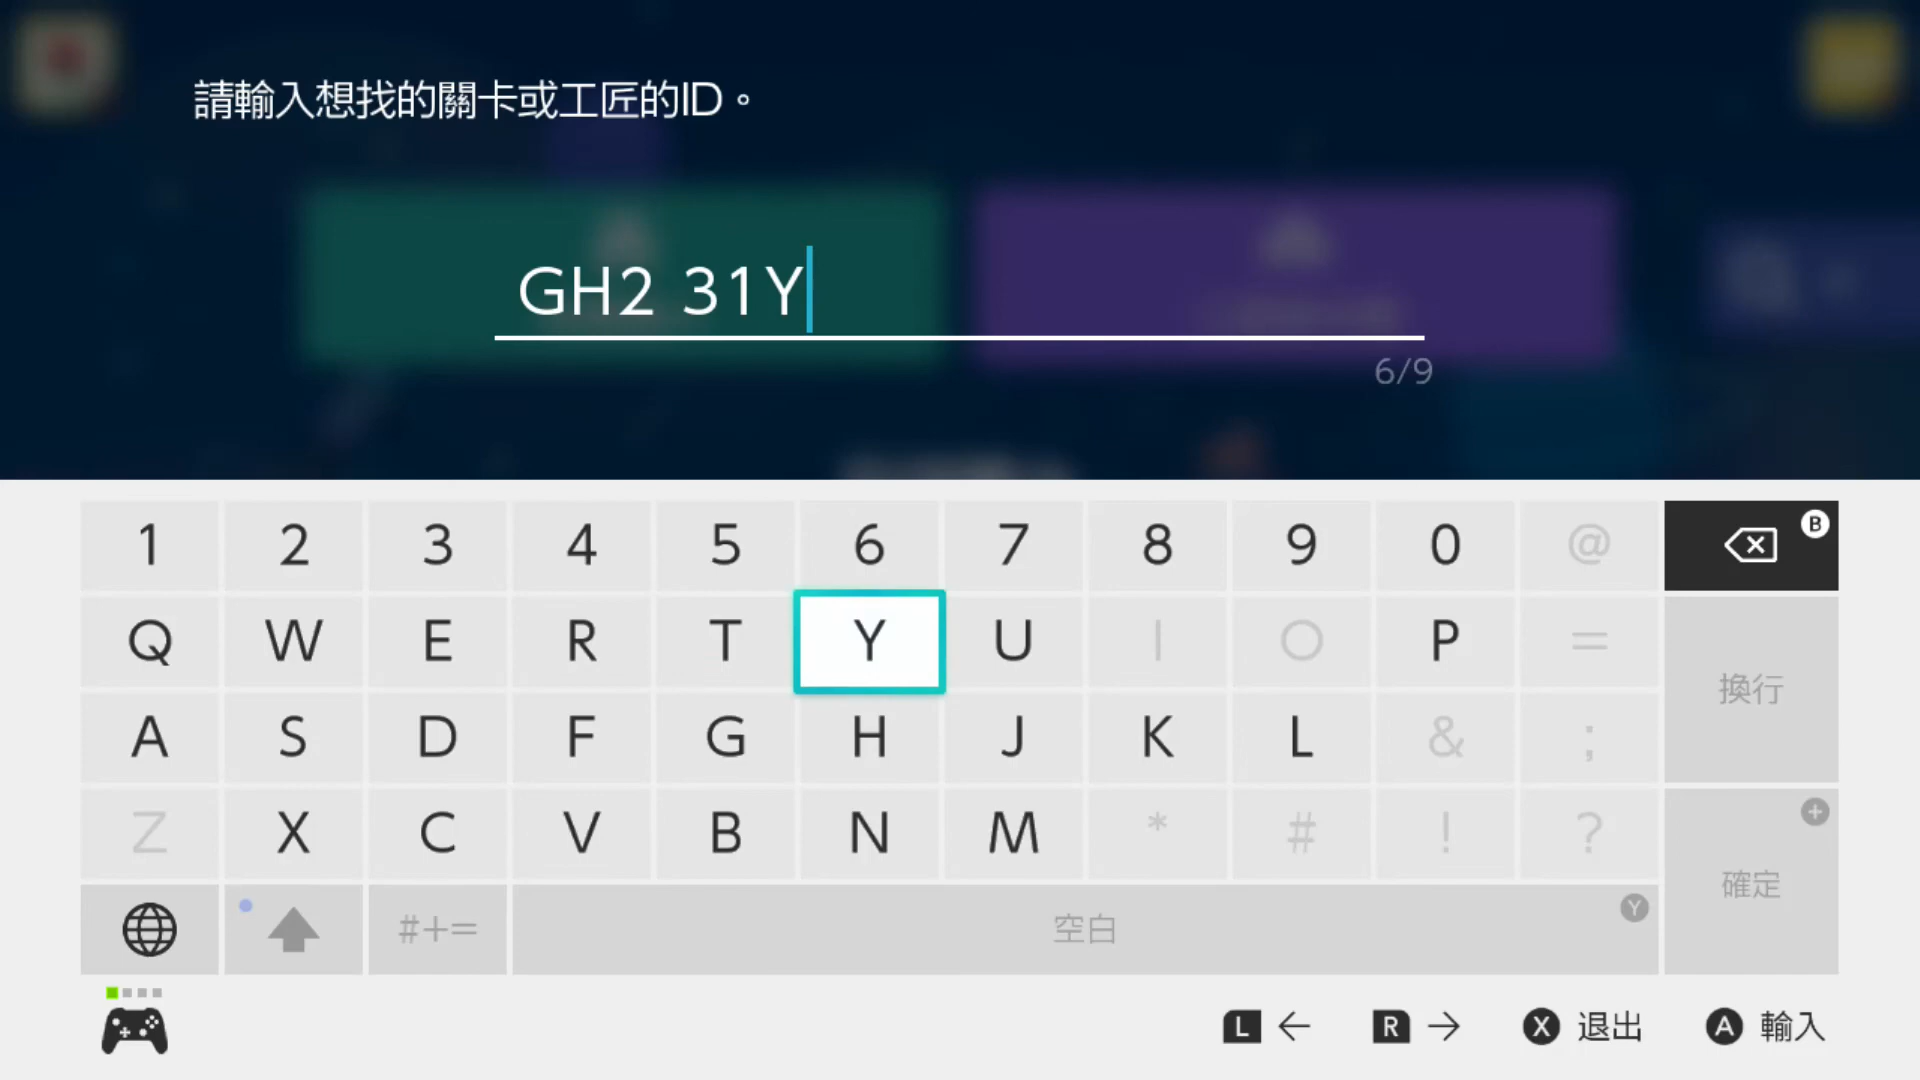 請輸入想找的關卡或工匠的ID。
GH2 31Y
6/9
1 2 3 4 5 6 7 8 9 0 @ B
Q W E R T Y U I O P =
換行
A S D F G H J K L & ;
Z X C V B N M * # ! ? +
確定
#+= 空白 Y
L ← R → X 退出 A 輸入